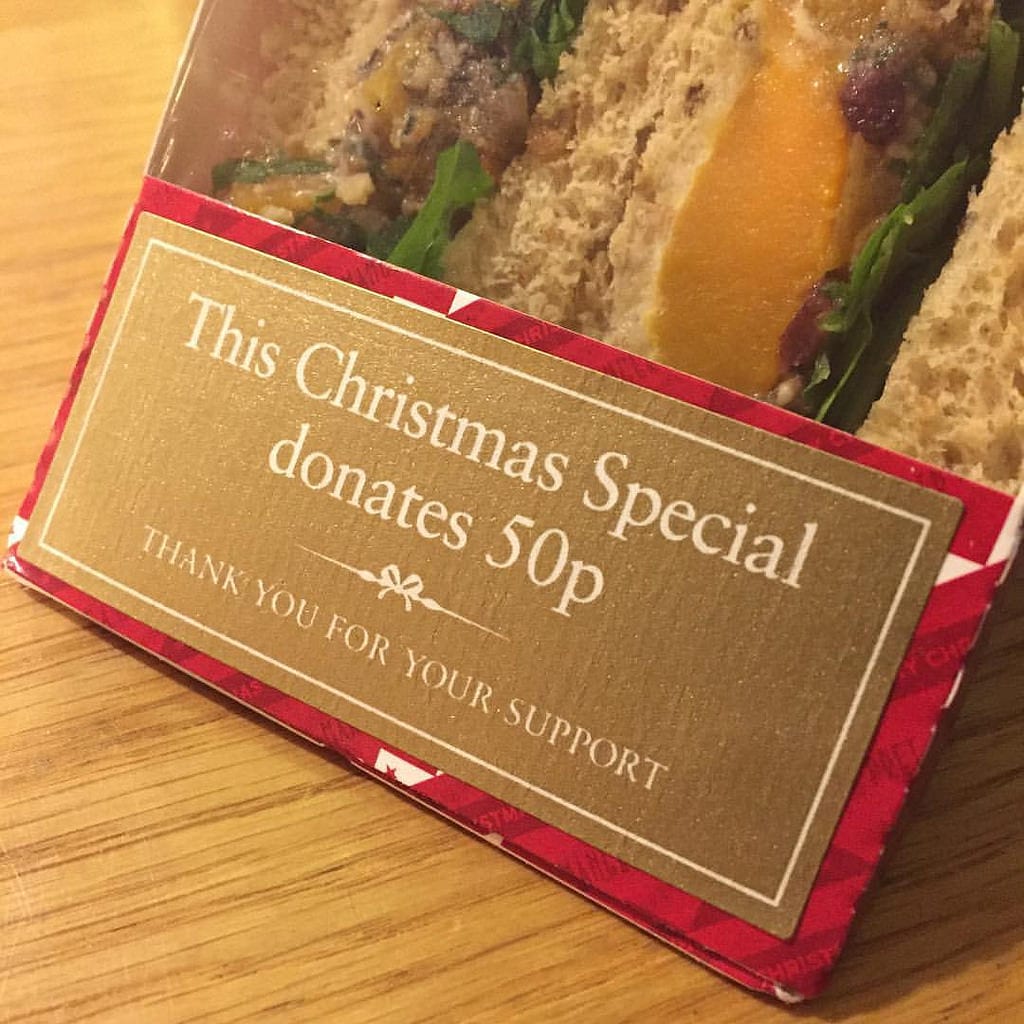 This Christmas Special
donates 50p
THANK YOU FOR YOUR SUPPORT